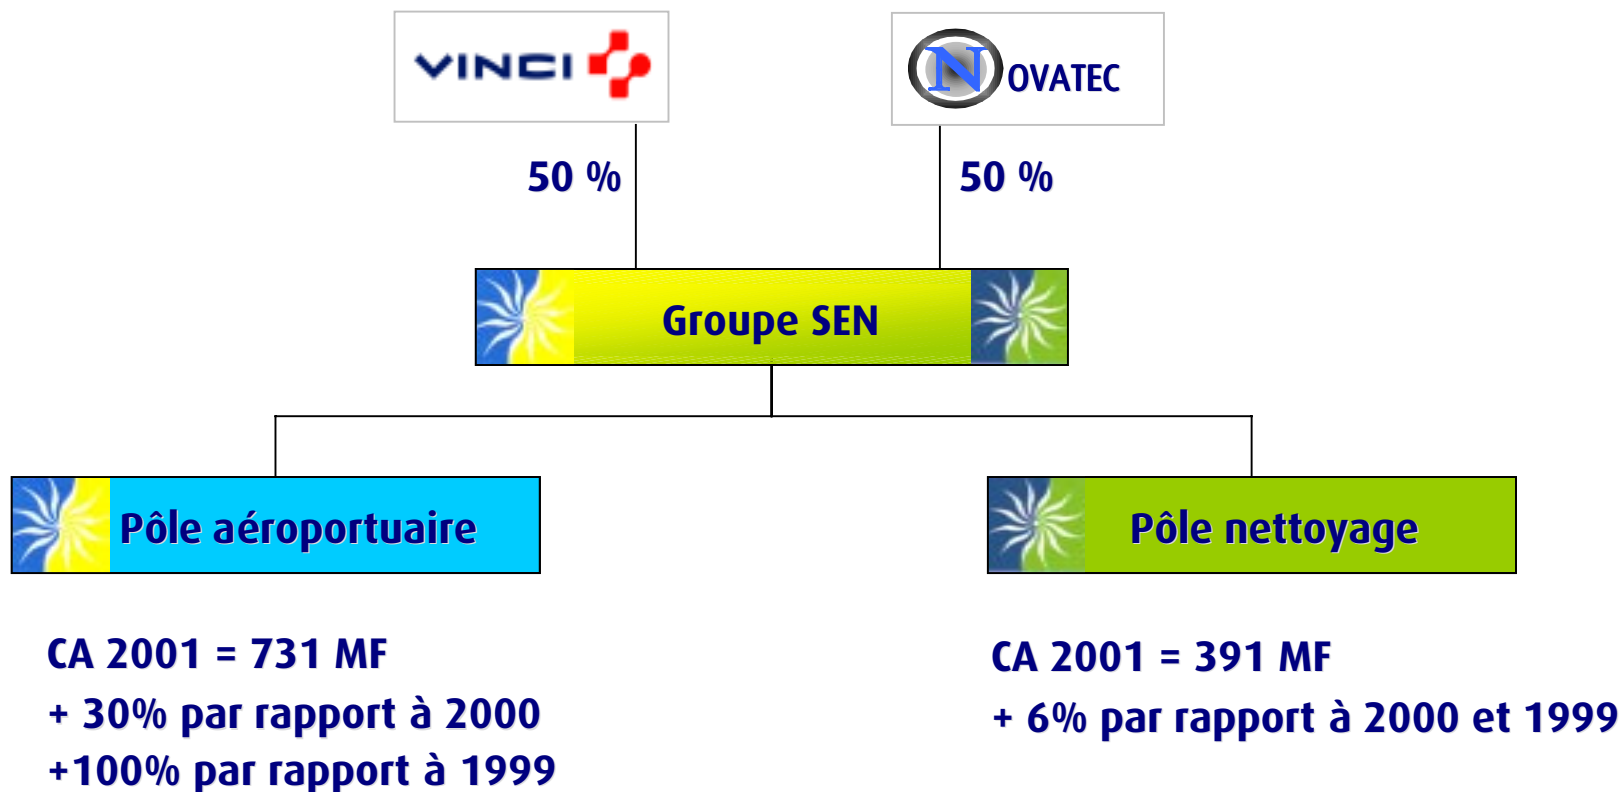 VINCI
NOVATEC
50 %
50 %
Groupe SEN
Pôle aéroportuaire
Pôle nettoyage
CA 2001 = 731 MF
+ 30% par rapport à 2000
+100% par rapport à 1999
CA 2001 = 391 MF
+ 6% par rapport à 2000 et 1999